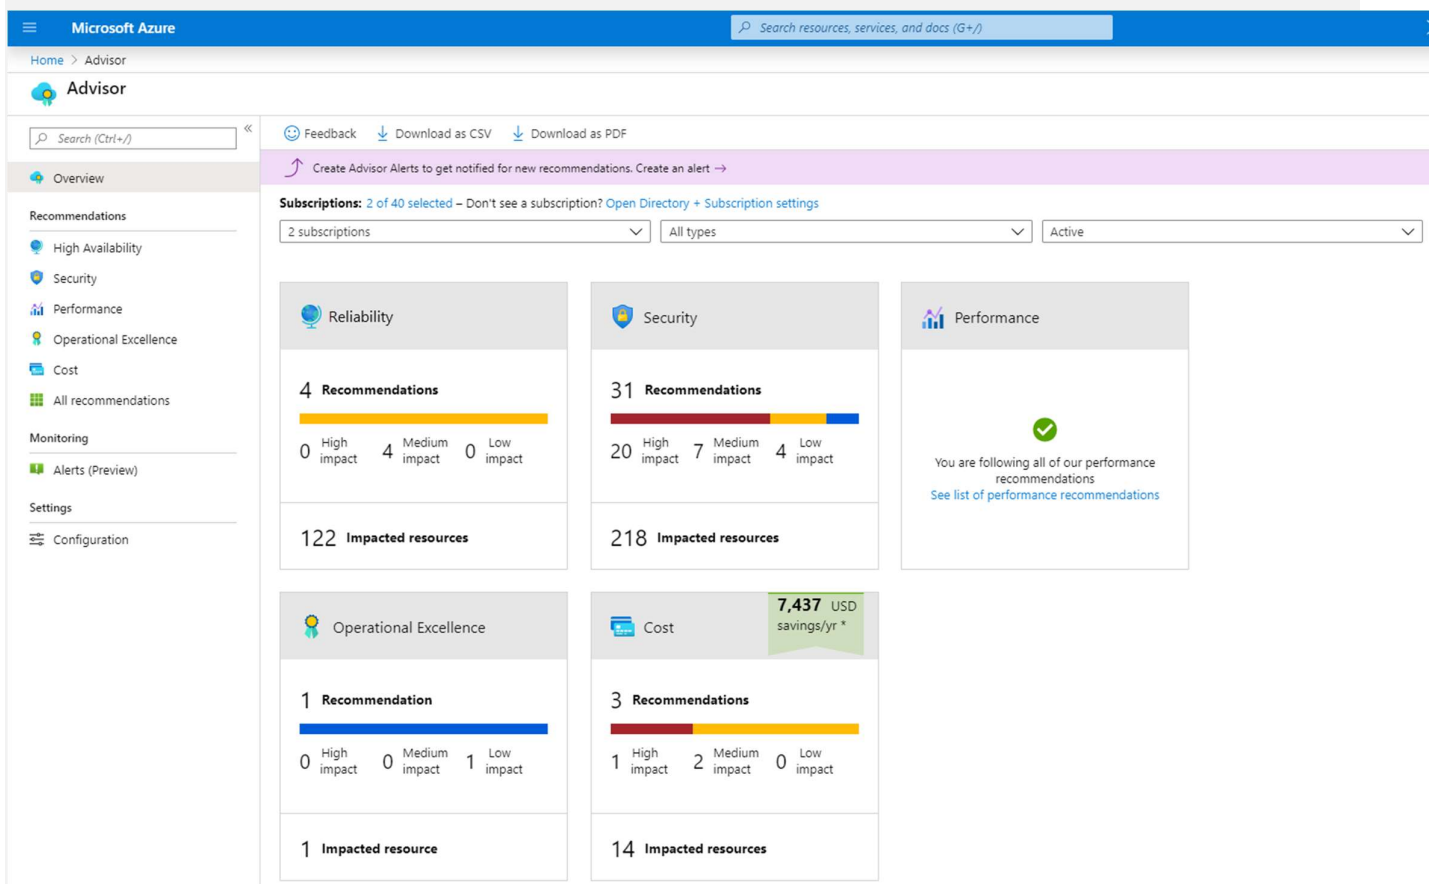 Microsoft Azure
Search resources, services, and docs (G+/)
Home > Advisor
Advisor
Search (Ctrl+/)
«
Overview
Recommendations
High Availability
Security
Performance
Operational Excellence
Cost
All recommendations
Monitoring
Alerts (Preview)
Settings
Configuration
Feedback
Download as CSV
Download as PDF
Create Advisor Alerts to get notified for new recommendations. Create an alert →
Subscriptions: 2 of 40 selected – Don't see a subscription? Open Directory + Subscription settings
2 subscriptions
All types
Active
Reliability
4 Recommendations
0 High impact
4 Medium impact
0 Low impact
122 Impacted resources
Security
31 Recommendations
20 High impact
7 Medium impact
4 Low impact
218 Impacted resources
Performance
You are following all of our performance
recommendations
See list of performance recommendations
Operational Excellence
1 Recommendation
0 High impact
0 Medium impact
1 Low impact
1 Impacted resource
Cost
7,437 USD
savings/yr *
3 Recommendations
1 High impact
2 Medium impact
0 Low impact
14 Impacted resources